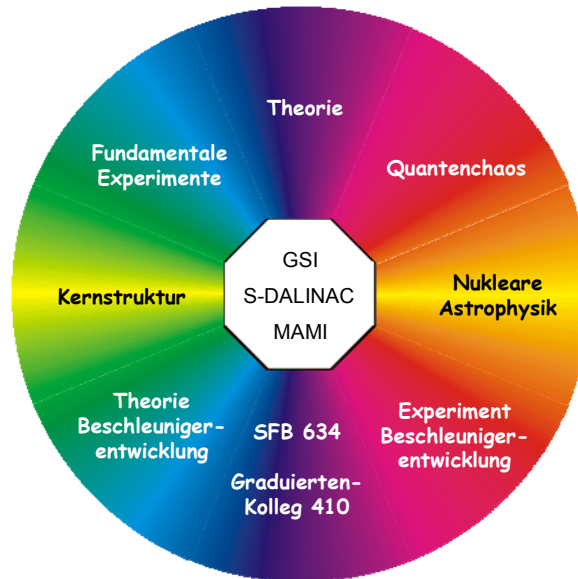 Theorie
Fundamentale
Experimente
Quantenchaos
GSI
S-DALINAC
MAMI
Kernstruktur
Nukleare
Astrophysik
Theorie
Beschleuniger-
entwicklung
SFB 634
Graduierten-
Kolleg 410
Experiment
Beschleuniger-
entwicklung